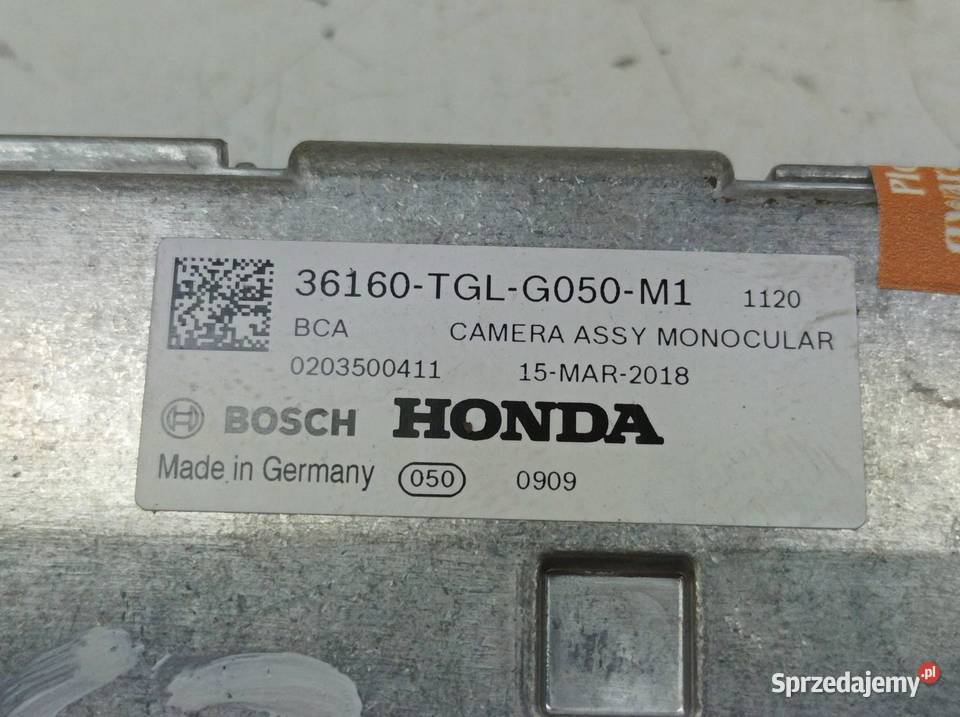 36160-TGL-G050-M1 1120
BCA CAMERA ASSY MONOCULAR
0203500411 15-MAR-2018
BOSCH HONDA
Made in Germany 050 0909
Sprzedajemy.pl